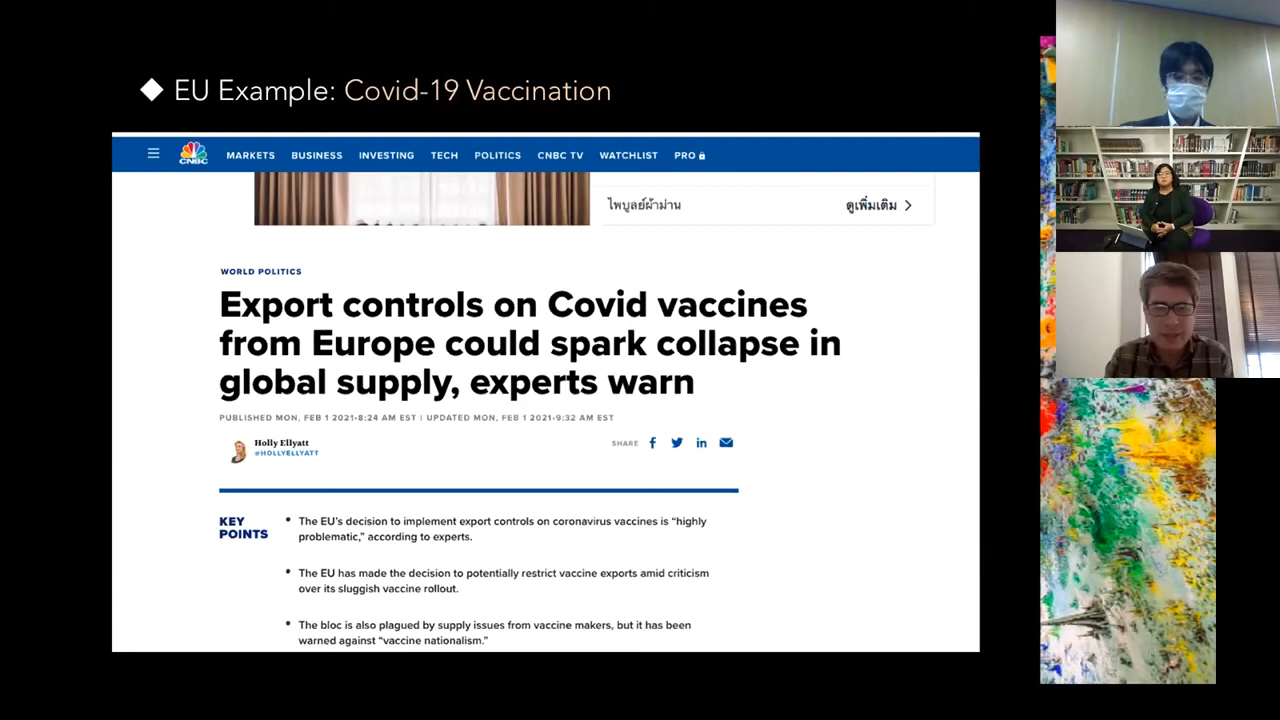 EU Example: Covid-19 Vaccination
CNBC
MARKETS BUSINESS INVESTING TECH POLITICS CNBC TV WATCHLIST PRO
ไพบูลย์ผ้าม่าน ดูเพิ่มเติม
WORLD POLITICS
Export controls on Covid vaccines
from Europe could spark collapse in
global supply, experts warn
PUBLISHED MON, FEB 1 2021•8:24 AM EST | UPDATED MON, FEB 1 2021•9:32 AM EST
Holly Ellyatt
@HOLLYELLYATT
SHARE
KEY
POINTS
• The EU's decision to implement export controls on coronavirus vaccines is “highly
problematic,” according to experts.
• The EU has made the decision to potentially restrict vaccine exports amid criticism
over its sluggish vaccine rollout.
• The bloc is also plagued by supply issues from vaccine makers, but it has been
warned against “vaccine nationalism.”